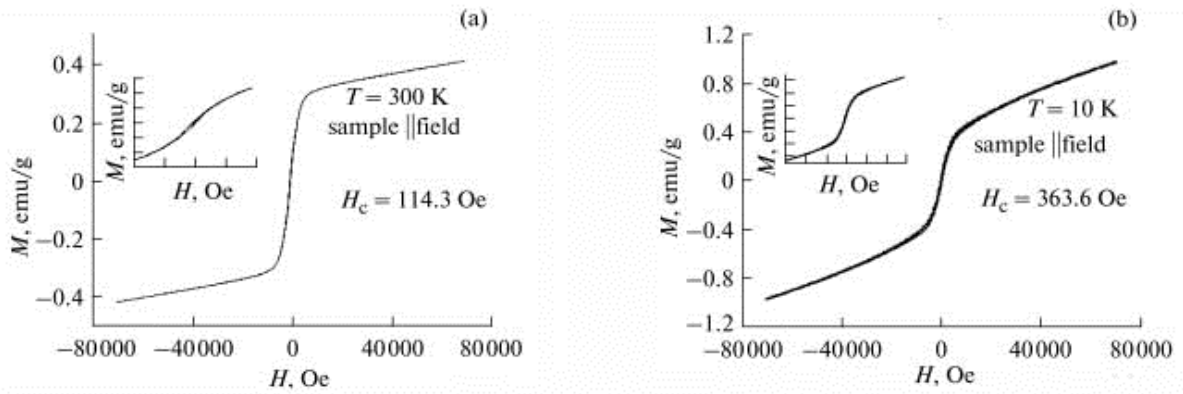 (a)
0.4
0.2
0
−0.2
−0.4
M, emu/g
M, emu/g
H, Oe
T = 300 K
sample ||field
Hc = 114.3 Oe
−80000 −40000 0 40000 80000
H, Oe
(b)
1.2
0.8
0.4
0
−0.4
−0.8
−1.2
M, emu/g
M, emu/g
H, Oe
T = 10 K
sample ||field
Hc = 363.6 Oe
−80000 −40000 0 40000 80000
H, Oe